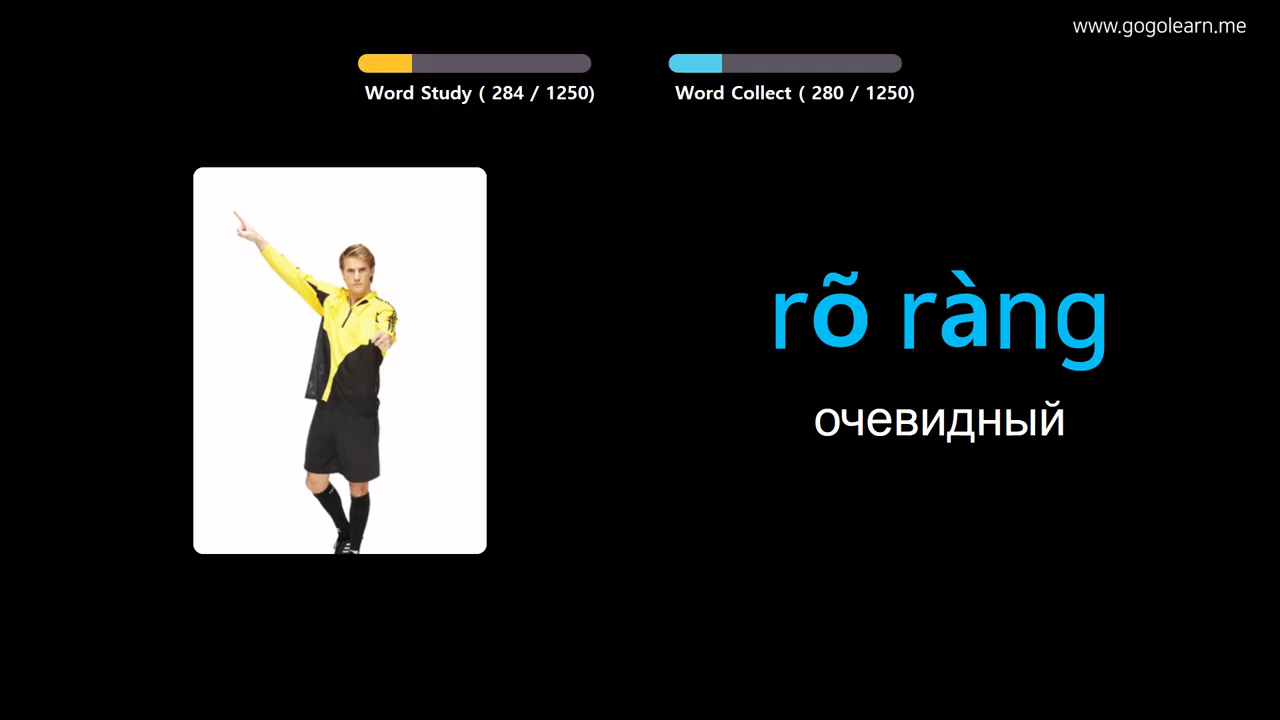 www.gogolearn.me
Word Study ( 284 / 1250)
Word Collect ( 280 / 1250)
rõ ràng
очевидный